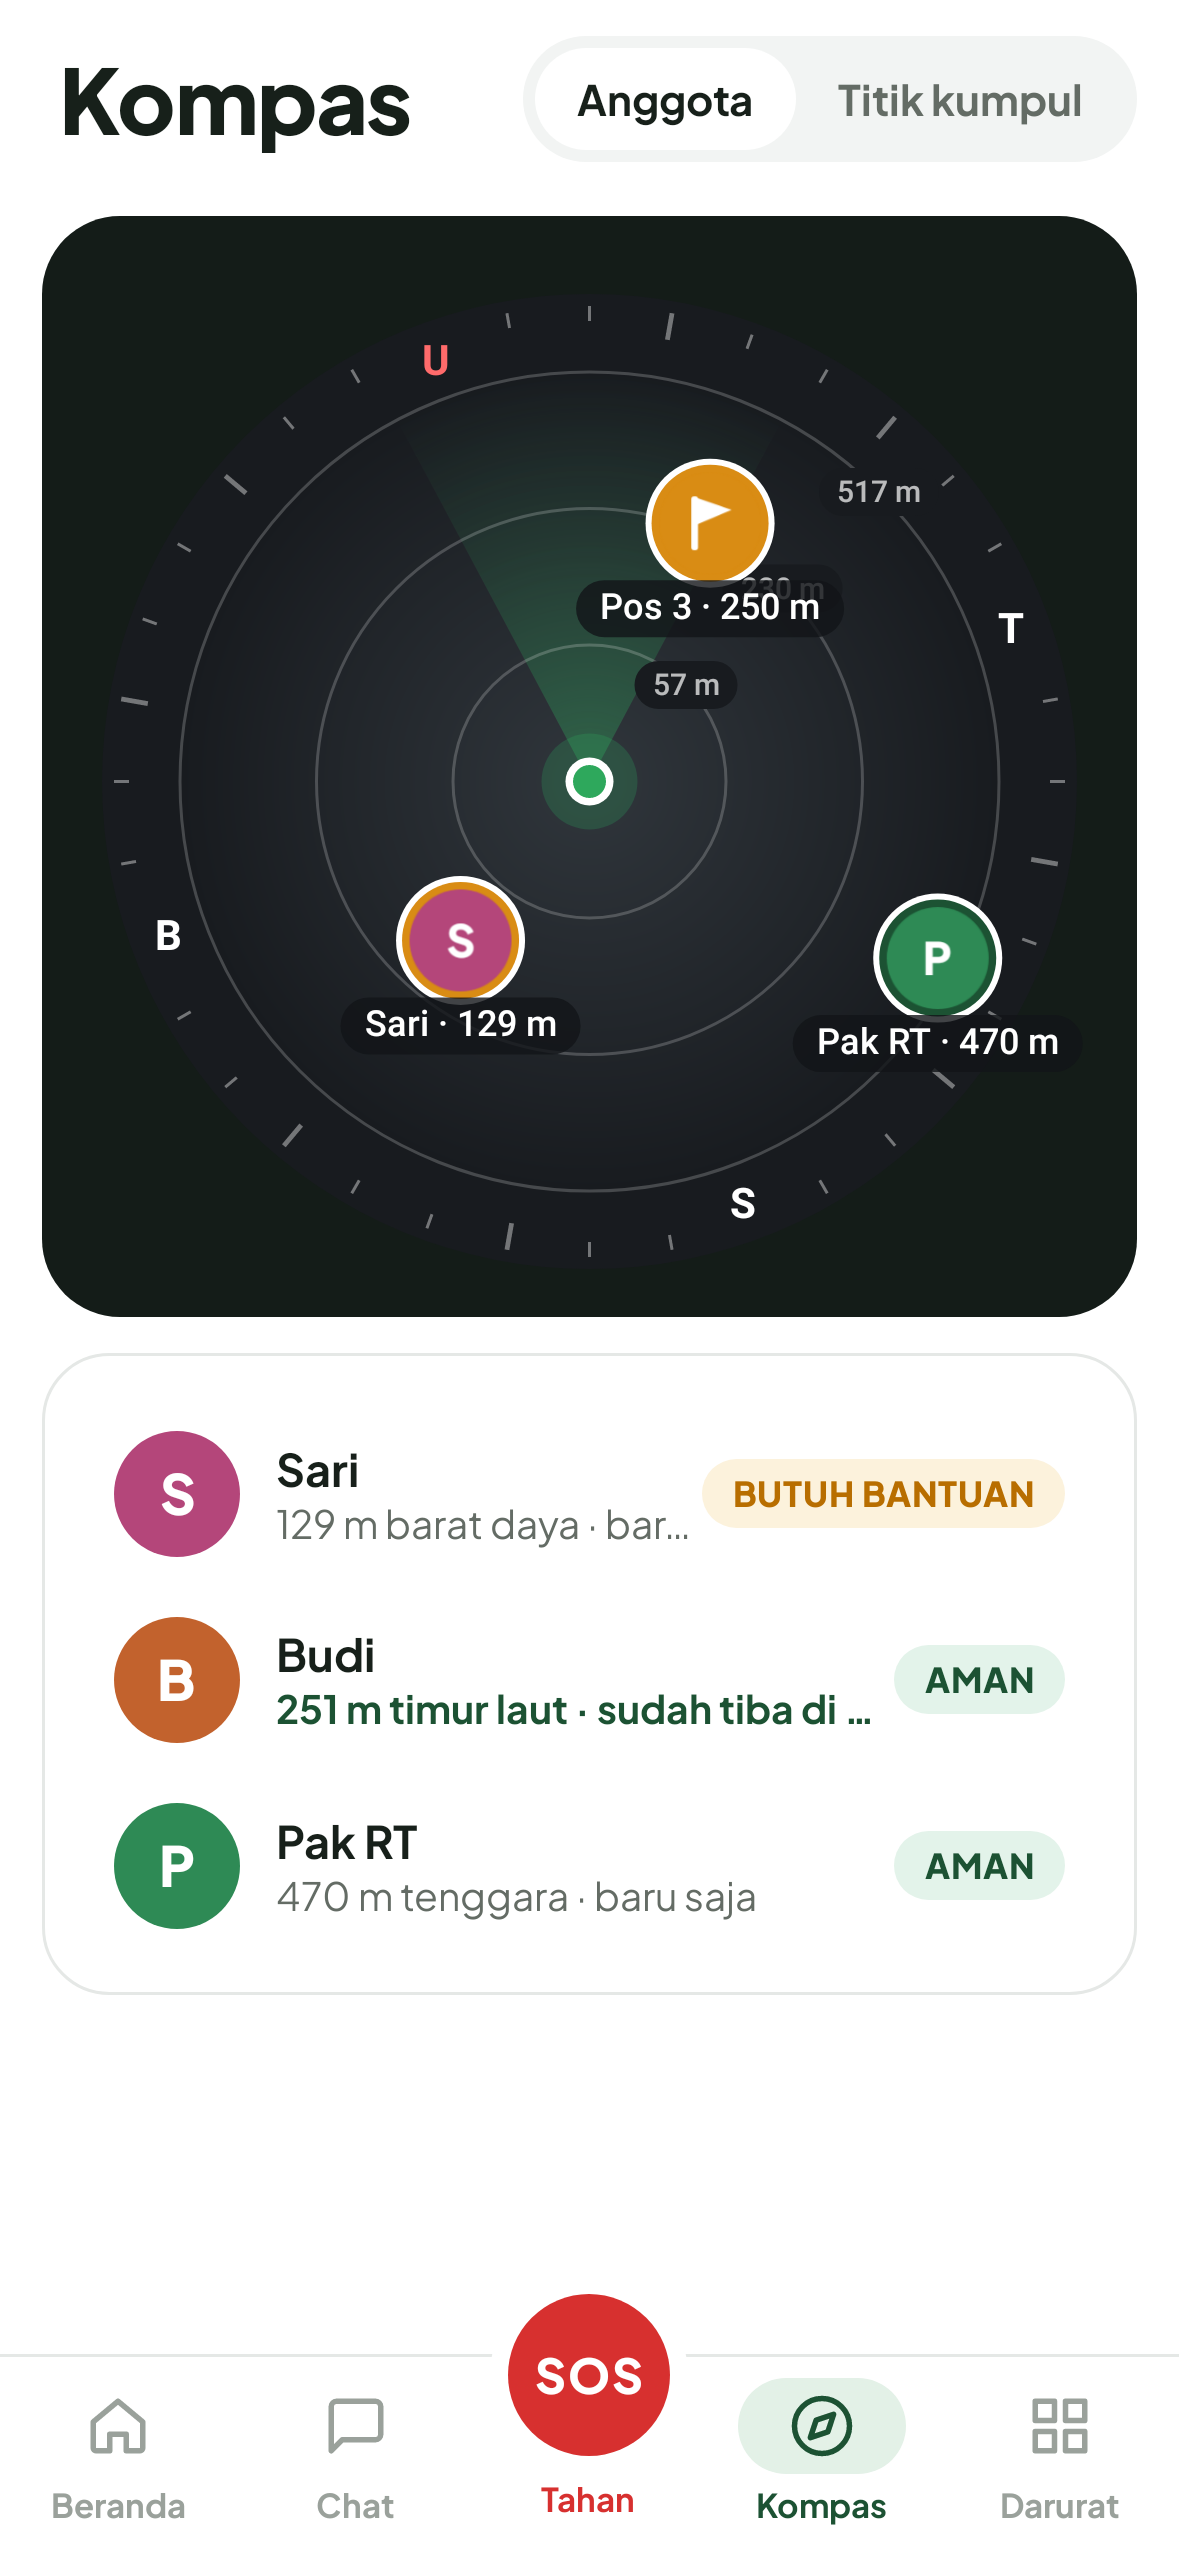 Kompas
Anggota
Titik kumpul
U
517 m
230 m
Pos 3 · 250 m
T
57 m
B
S
Sari · 129 m
P
Pak RT · 470 m
S
S
Sari
129 m barat daya · bar...
BUTUH BANTUAN
B
Budi
251 m timur laut · sudah tiba di ...
AMAN
P
Pak RT
470 m tenggara · baru saja
AMAN
SOS
Beranda
Chat
Tahan
Kompas
Darurat